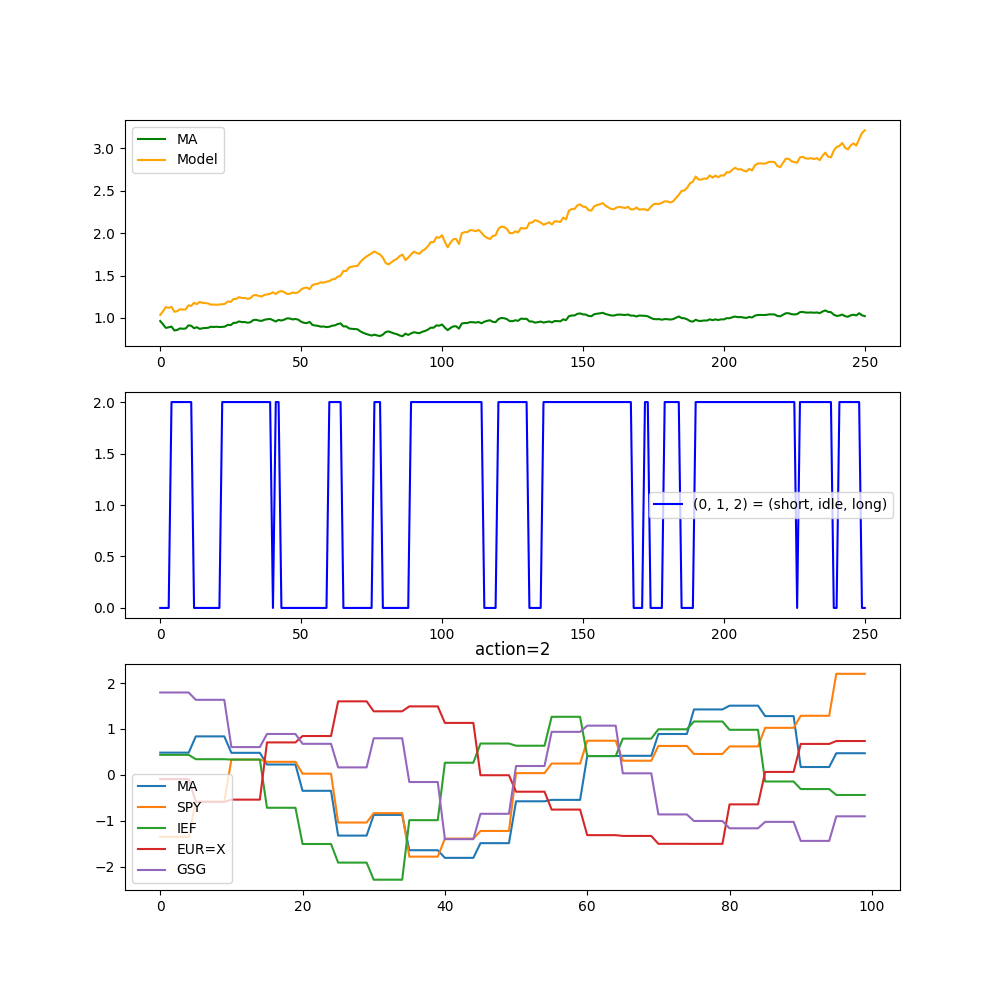 MA
Model
3.0
2.5
2.0
1.5
1.0
0 50 100 150 200 250
2.0
1.5
1.0
0.5
0.0
(0, 1, 2) = (short, idle, long)
0 50 100 150 200 250
action=2
2
1
0
−1
−2
MA
SPY
IEF
EUR=X
GSG
0 20 40 60 80 100